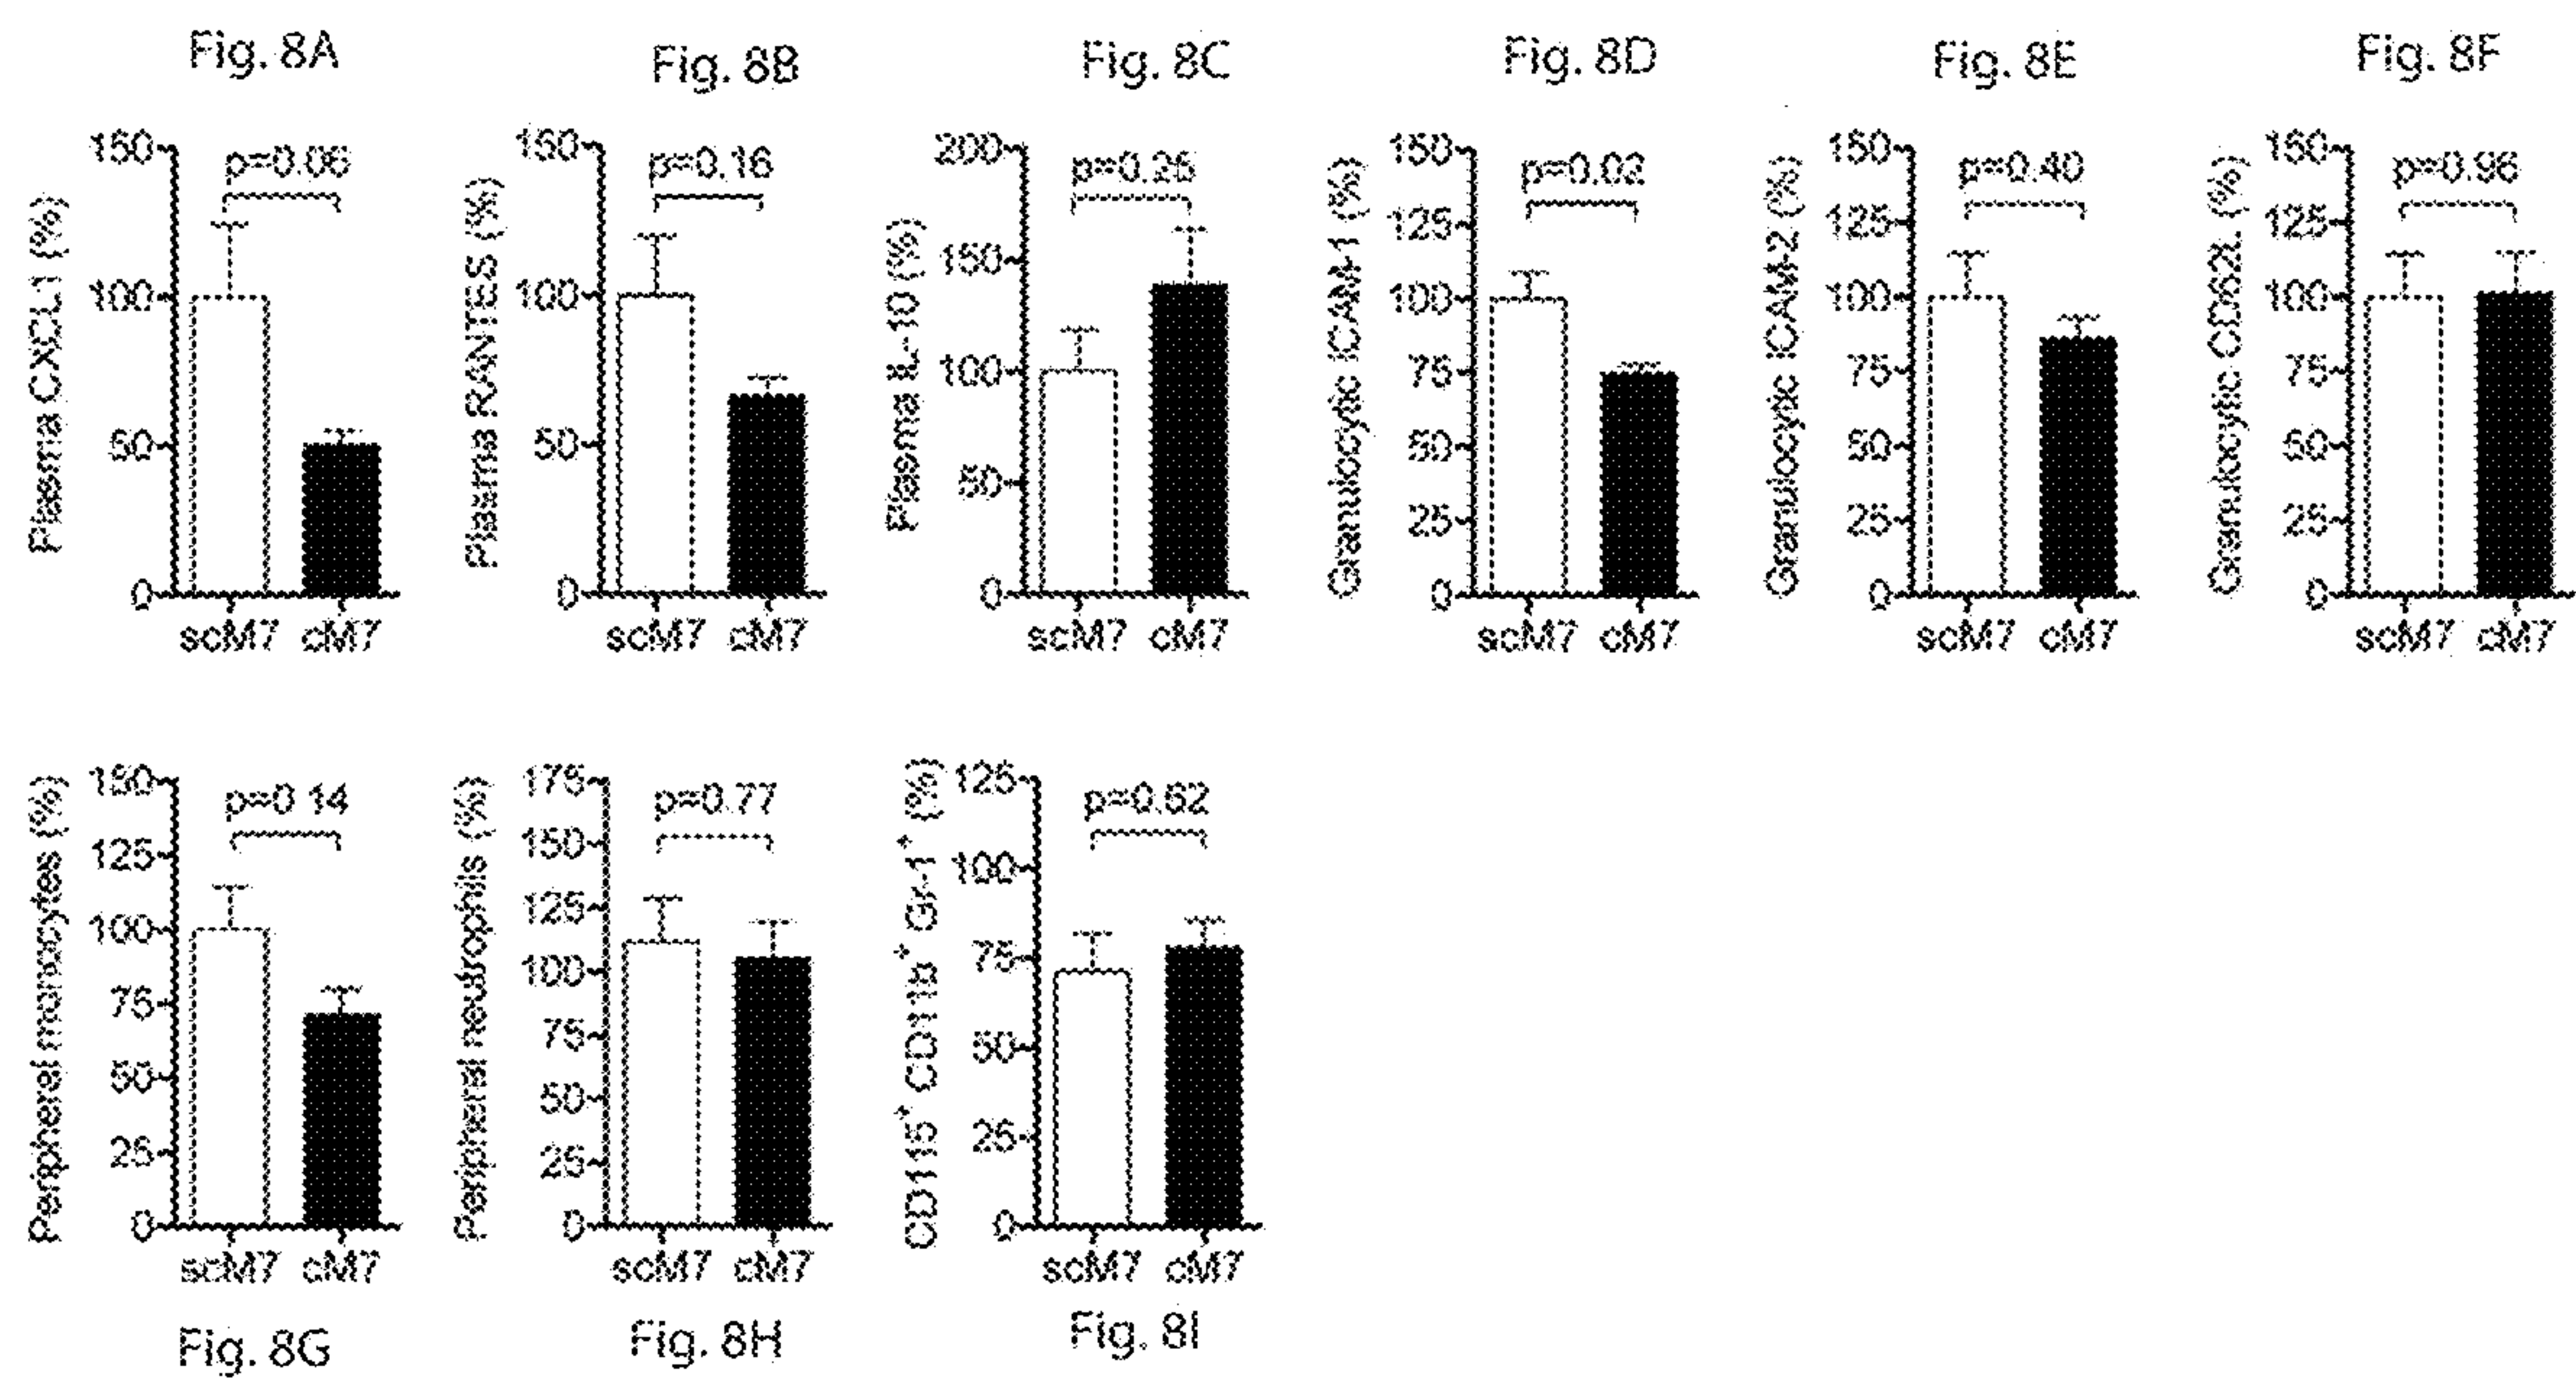 Fig. 8A
Plasma CXCL1 (%)
150
100
50
0
p=0.06
scM7 cM7
Fig. 8B
Plasma RANTES (%)
150
100
50
0
p=0.16
scM7 cM7
Fig. 8C
Plasma IL-10 (%)
200
150
100
50
0
scM7 cM7
Fig. 8D
Granulocytic ICAM-1 (%)
150
125
100
75
50
25
0
p=0.02
scM7 cM7
Fig. 8E
Granulocytic ICAM-2 (%)
150
125
100
75
50
25
0
p=0.40
scM7 cM7
Fig. 8F
Granulocytic CD62L (%)
150
125
100
75
50
25
0
p=0.96
scM7 cM7
Peripheral monocytes (%)
150
125
100
75
50
25
0
p=0.14
scM7 cM7
Fig. 8G
Peripheral neutrophils (%)
175
150
125
100
75
50
25
0
p=0.77
scM7 cM7
Fig. 8H
CD115⁺ CD11b⁺ Gr-1⁺ (%)
125
100
75
50
25
0
p=0.62
scM7 cM7
Fig. 8I